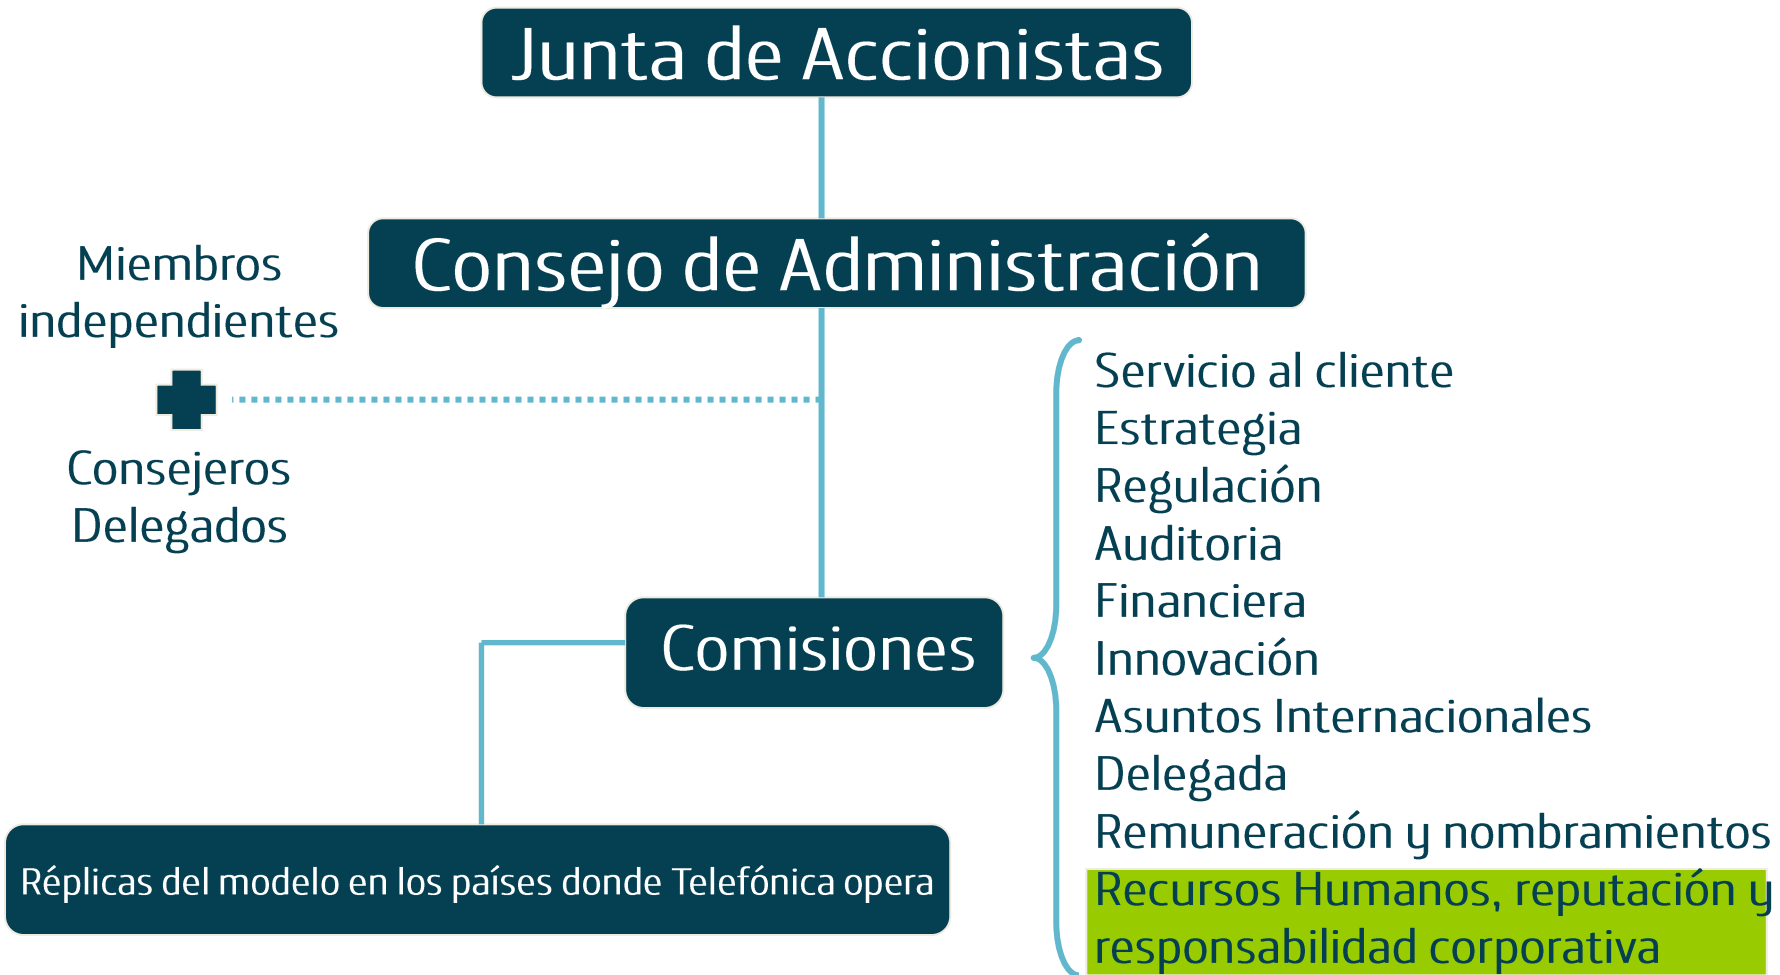 Junta de Accionistas
Consejo de Administración
Miembros
independientes
Consejeros
Delegados
Servicio al cliente
Estrategia
Regulación
Auditoria
Financiera
Innovación
Asuntos Internacionales
Delegada
Remuneración y nombramientos
Recursos Humanos, reputación y
responsabilidad corporativa
Comisiones
Réplicas del modelo en los países donde Telefónica opera